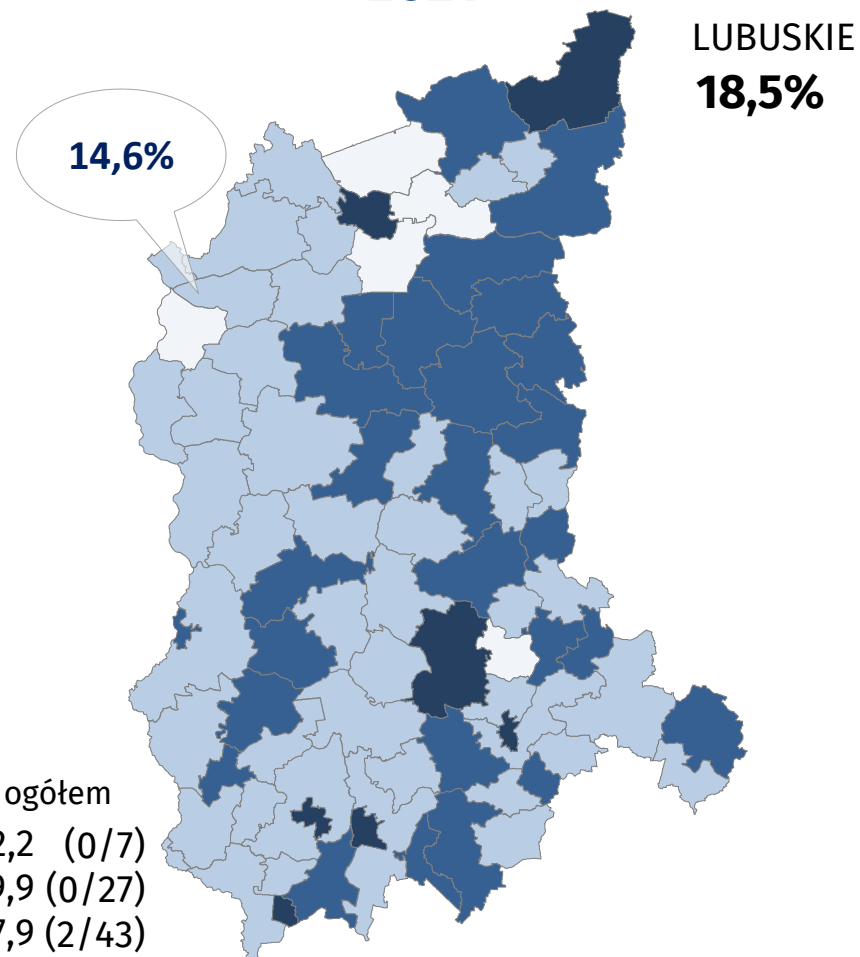 LUBUSKIE
18,5%
14,6%
ogółem
2,2 (0/7)
9,9 (0/27)
7,9 (2/43)